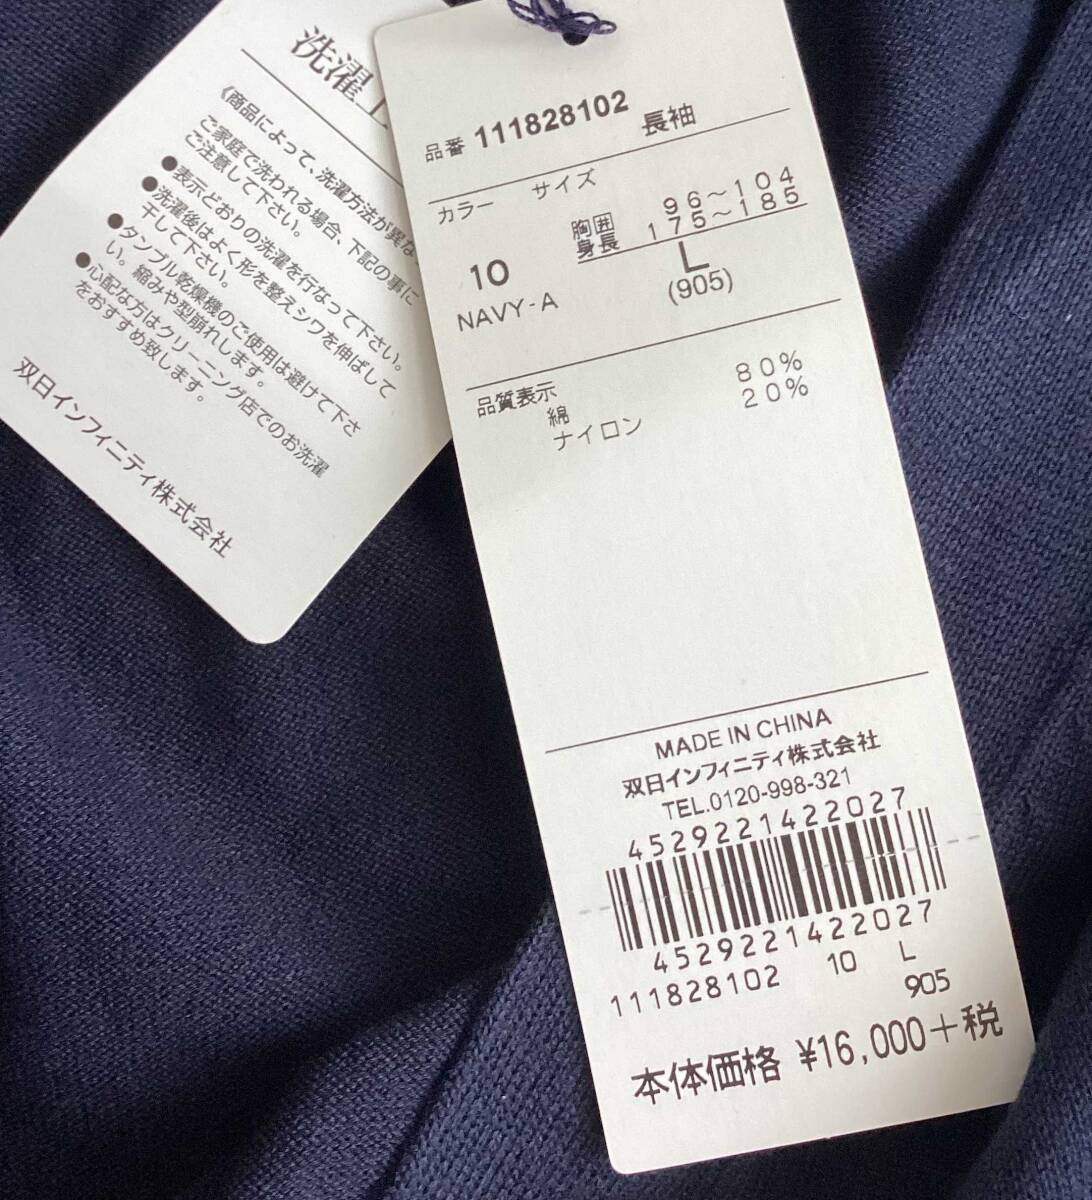 洗濯上
《商品によって、洗濯方法が異な
ご家庭で洗われる場合、下記の事に
ご注意して下さい。
●表示どおりの洗濯を行なって下さい。
●洗濯後はよく形を整えシワを伸ばして
干して下さい。
●タンブル乾燥機のご使用は避けて下さ
い。縮みや型崩れします。
●心配な方はクリーニング店でのお洗濯
をおすすめ致します。
双日インフィニティ株式会社
品番 111828102
長袖
カラー サイズ
胸囲 96～104
身長 175～185
10 L
NAVY-A (905)
品質表示
綿 80%
ナイロン 20%
MADE IN CHINA
双日インフィニティ株式会社
TEL.0120-998-321
4529221422027
4529221422027
111828102 10 L
905
本体価格 ¥16,000+税